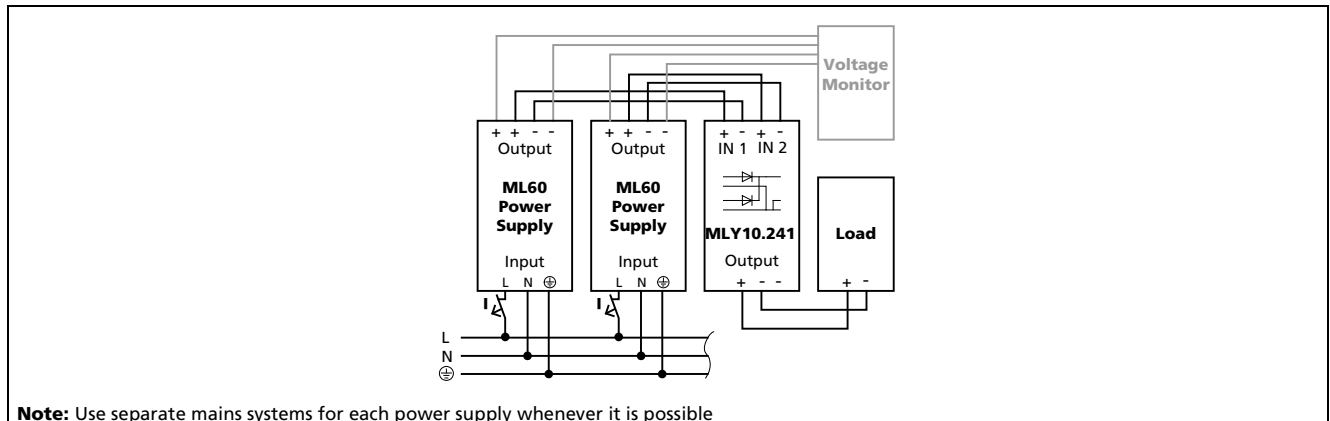 Voltage
Monitor
+ + - -
Output
ML60
Power
Supply
Input
L N ⏚
I
+ + - -
Output
ML60
Power
Supply
Input
L N ⏚
I
+ - + -
IN 1 IN 2
MLY10.241
Output
+ - -
Load
+ -
L
N
⏚
Note: Use separate mains systems for each power supply whenever it is possible